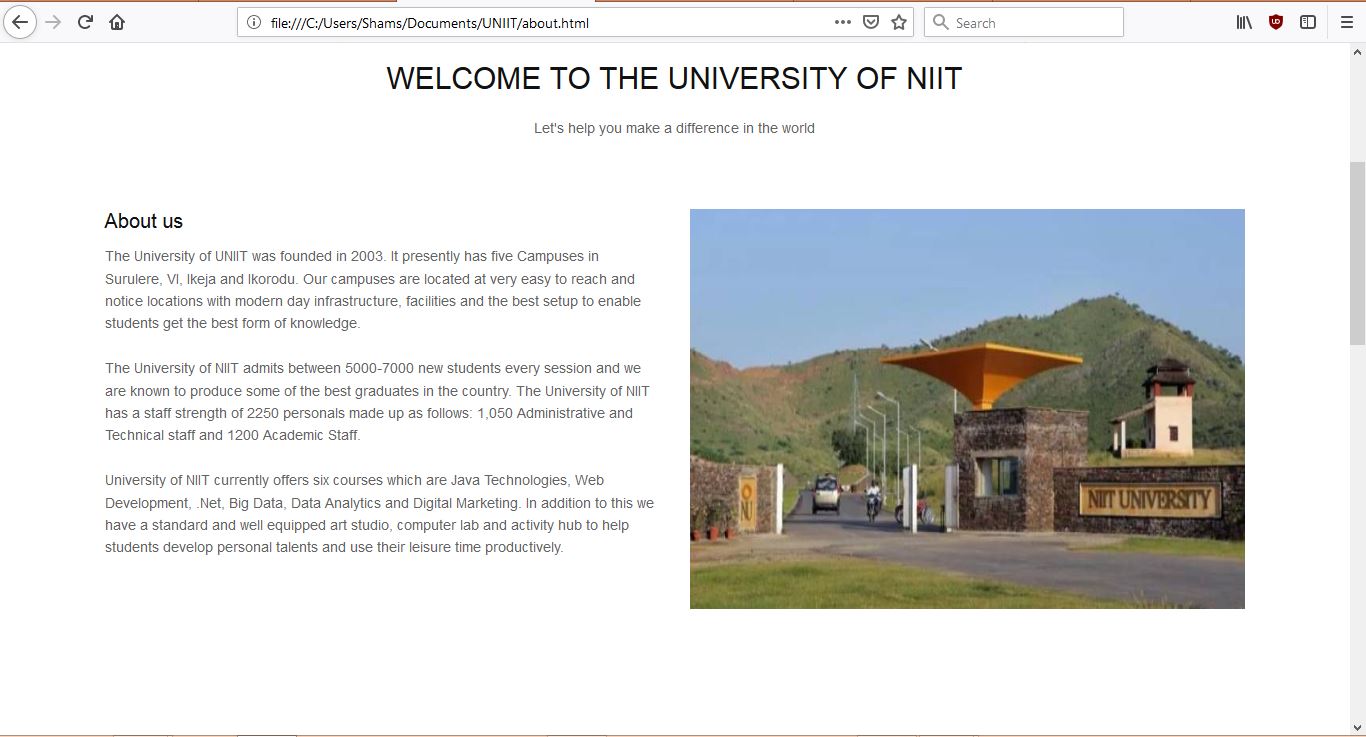 file:///C:/Users/Shams/Documents/UNIIT/about.html
Search
WELCOME TO THE UNIVERSITY OF NIIT
Let's help you make a difference in the world
About us
The University of UNIIT was founded in 2003. It presently has five Campuses in
Surulere, VI, Ikeja and Ikorodu. Our campuses are located at very easy to reach and
notice locations with modern day infrastructure, facilities and the best setup to enable
students get the best form of knowledge.
The University of NIIT admits between 5000-7000 new students every session and we
are known to produce some of the best graduates in the country. The University of NIIT
has a staff strength of 2250 personals made up as follows: 1,050 Administrative and
Technical staff and 1200 Academic Staff.
University of NIIT currently offers six courses which are Java Technologies, Web
Development, .Net, Big Data, Data Analytics and Digital Marketing. In addition to this we
have a standard and well equipped art studio, computer lab and activity hub to help
students develop personal talents and use their leisure time productively.
NU
NIIT UNIVERSITY